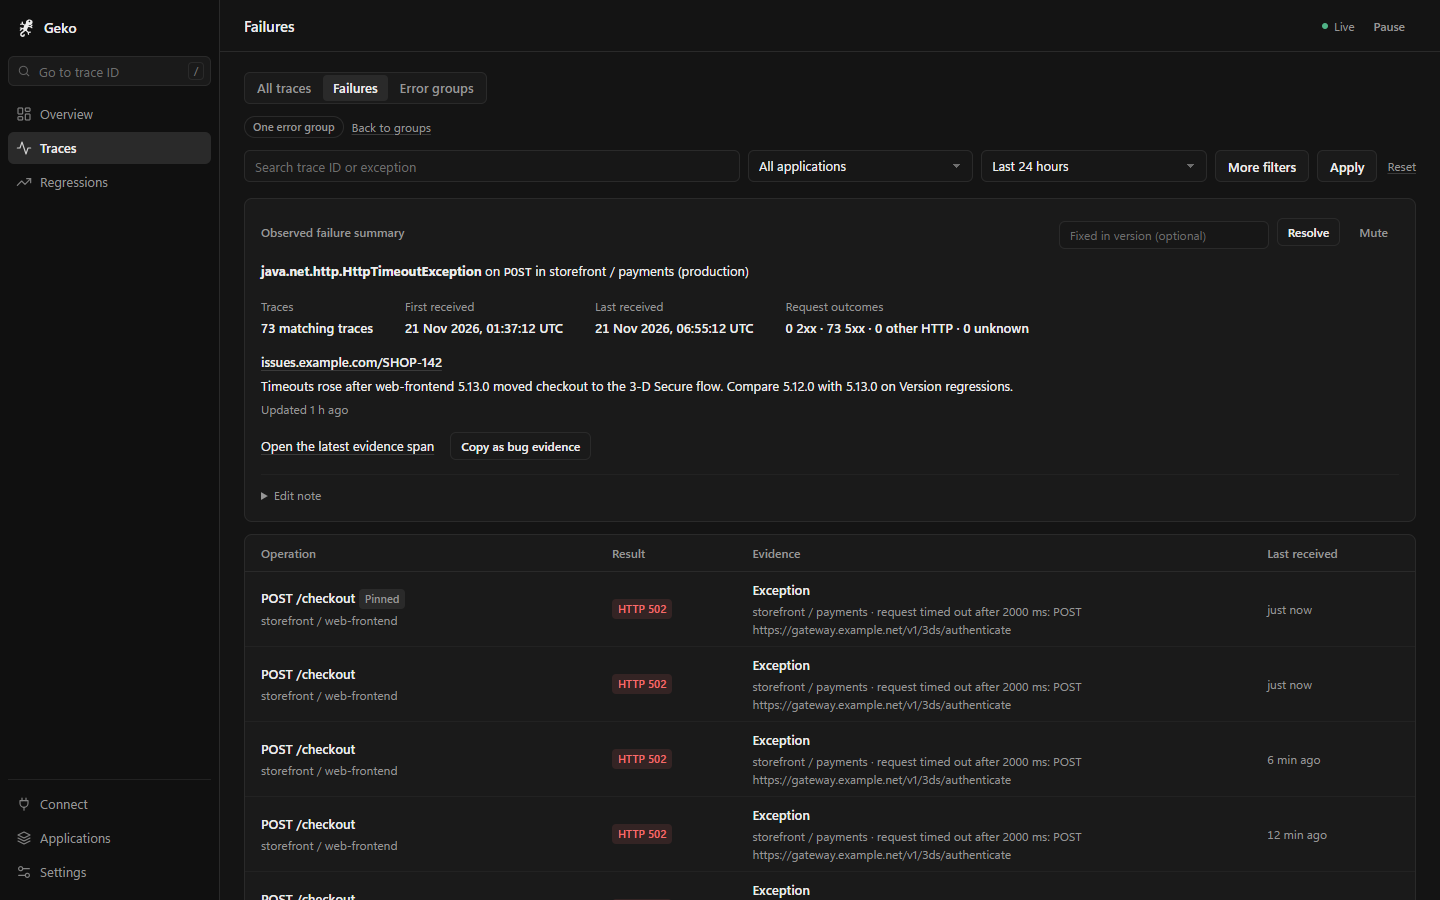 Geko
Go to trace ID /
Overview
Traces
Regressions
Connect
Applications
Settings
Failures
Live Pause
All traces Failures Error groups
One error group Back to groups
Search trace ID or exception All applications Last 24 hours More filters Apply Reset
Observed failure summary Fixed in version (optional) Resolve Mute
java.net.http.HttpTimeoutException on POST in storefront / payments (production)
Traces First received Last received Request outcomes
73 matching traces 21 Nov 2026, 01:37:12 UTC 21 Nov 2026, 06:55:12 UTC 0 2xx · 73 5xx · 0 other HTTP · 0 unknown
issues.example.com/SHOP-142
Timeouts rose after web-frontend 5.13.0 moved checkout to the 3-D Secure flow. Compare 5.12.0 with 5.13.0 on Version regressions.
Updated 1 h ago
Open the latest evidence span Copy as bug evidence
Edit note
Operation Result Evidence Last received
POST /checkout Pinned
storefront / web-frontend
HTTP 502
Exception
storefront / payments · request timed out after 2000 ms: POST
https://gateway.example.net/v1/3ds/authenticate
just now
POST /checkout
storefront / web-frontend
HTTP 502
Exception
storefront / payments · request timed out after 2000 ms: POST
https://gateway.example.net/v1/3ds/authenticate
just now
POST /checkout
storefront / web-frontend
HTTP 502
Exception
storefront / payments · request timed out after 2000 ms: POST
https://gateway.example.net/v1/3ds/authenticate
6 min ago
POST /checkout
storefront / web-frontend
HTTP 502
Exception
storefront / payments · request timed out after 2000 ms: POST
https://gateway.example.net/v1/3ds/authenticate
12 min ago
POST /checkout
Exception